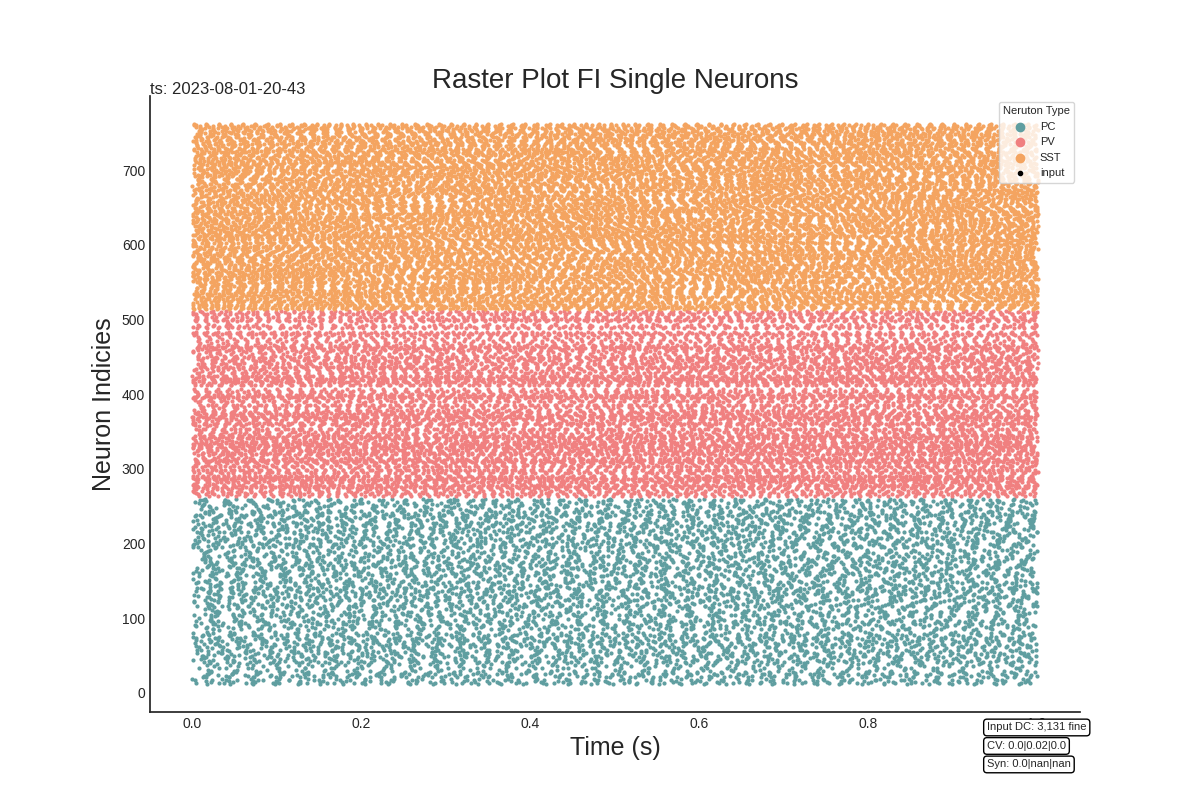 Raster Plot FI Single Neurons
ts: 2023-08-01-20-43
Neruton Type
PC
PV
SST
input
Neuron Indicies
700
600
500
400
300
200
100
0
0.0
0.2
0.4
0.6
0.8
Time (s)
Input DC: 3,131 fine
CV: 0.0|0.02|0.0
Syn: 0.0|nan|nan